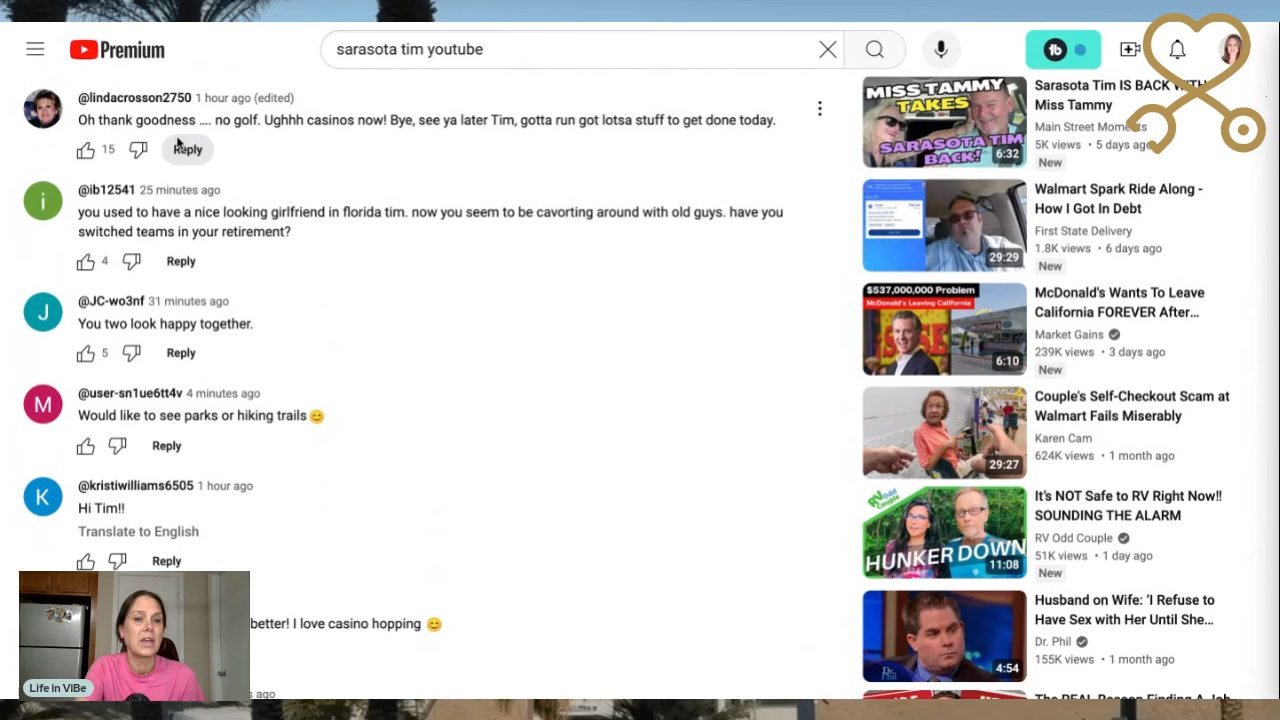 Premium
sarasota tim youtube
@lindacrosson2750 1 hour ago (edited)
Oh thank goodness .... no golf. Ughhh casinos now! Bye, see ya later Tim, gotta run got lotsa stuff to get done today.
15
Reply
@ib12541 25 minutes ago
you used to have a nice looking girlfriend in florida tim. now you seem to be cavorting around with old guys. have you
switched teams in your retirement?
4
Reply
@JC-wo3nf 31 minutes ago
You two look happy together.
5
Reply
@user-sn1ue6tt4v 4 minutes ago
Would like to see parks or hiking trails😊
Reply
@kristiwilliams6505 1 hour ago
Hi Tim!!
Translate to English
Reply
better! I love casino hopping 😊
ago
Life in ViBe
MISS TAMMY
TAKES
SARASOTA TIM
BACK!
6:32
Sarasota Tim IS BACK WITH
Miss Tammy
Main Street Moments
5K views • 5 days ago
New
29:29
Walmart Spark Ride Along -
How I Got In Debt
First State Delivery
1.8K views • 6 days ago
New
$537,000,000 Problem
McDonald's Leaving California
6:10
McDonald's Wants To Leave
California FOREVER After…
Market Gains
239K views • 3 days ago
New
29:27
Couple's Self-Checkout Scam at
Walmart Fails Miserably
Karen Cam
624K views • 1 month ago
RV Odd
Couple
HUNKER DOWN
11:08
It's NOT Safe to RV Right Now!!
SOUNDING THE ALARM
RV Odd Couple
51K views • 1 day ago
New
Dr. Phil
4:54
Husband on Wife: 'I Refuse to
Have Sex with Her Until She…
Dr. Phil
155K views • 1 month ago
The REAL Reason Finding A Job